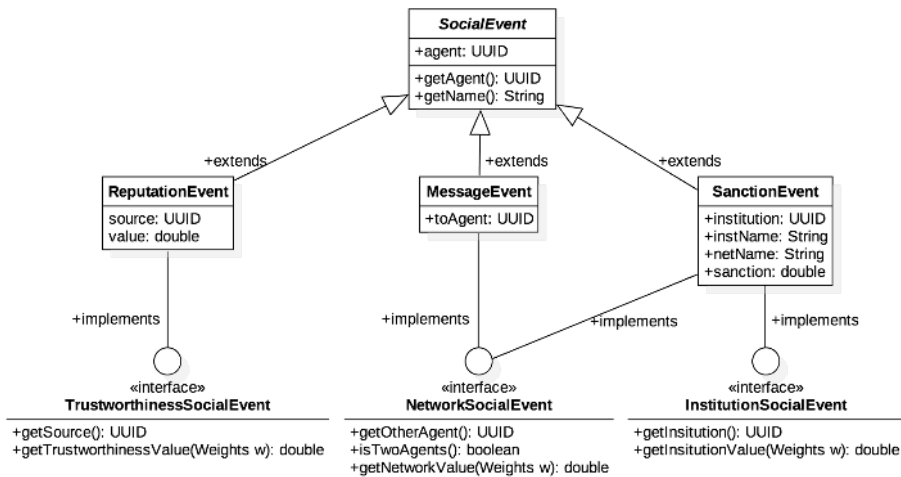 SocialEvent
+agent: UUID
+getAgent(): UUID
+getName(): String
+extends
+extends
+extends
ReputationEvent
source: UUID
value: double
MessageEvent
+toAgent: UUID
SanctionEvent
+institution: UUID
+instName: String
+netName: String
+sanction: double
+implements
+implements
+implements
+implements
«interface»
TrustworthinessSocialEvent
+getSource(): UUID
+getTrustworthinessValue(Weights w): double
«interface»
NetworkSocialEvent
+getOtherAgent(): UUID
+isTwoAgents(): boolean
+getNetworkValue(Weights w): double
«interface»
InstitutionSocialEvent
+getInsitution(): UUID
+getInsitutionValue(Weights w): double